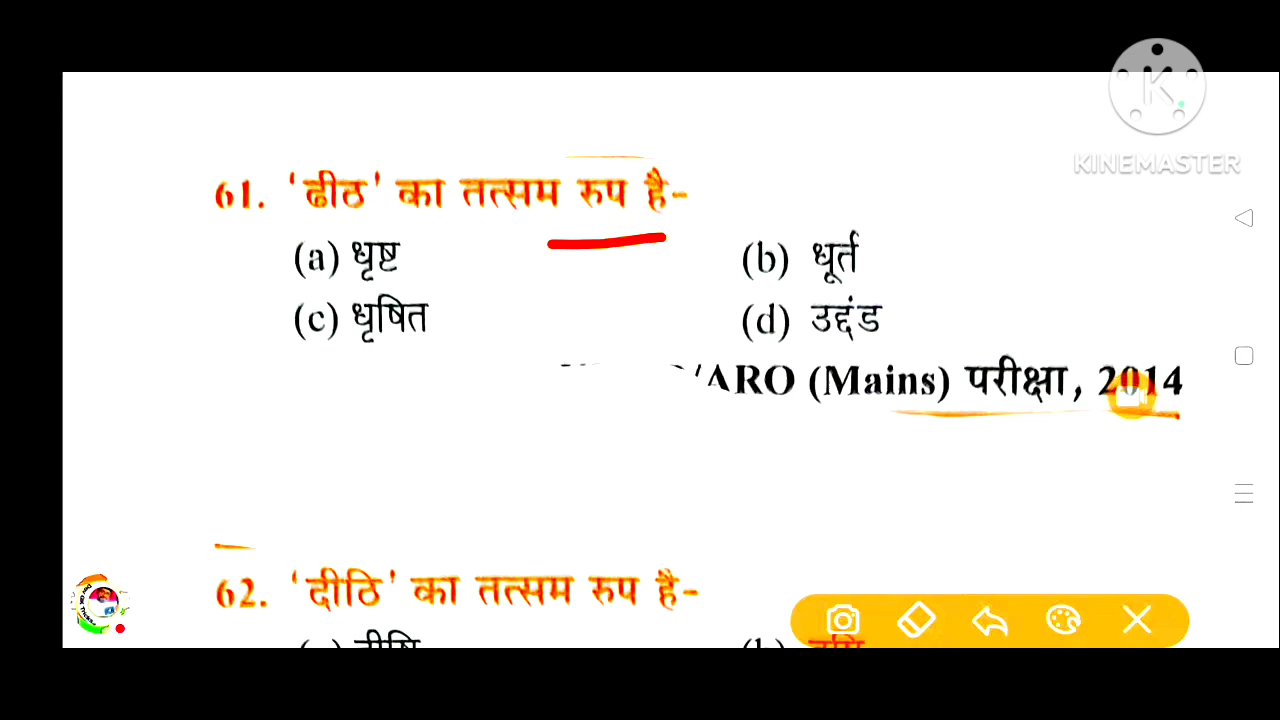 KINEMASTER
61. 'ढीठ' का तत्सम रुप है-
(a) धृष्ट (b) धूर्त
(c) धृषित (d) उद्दंड
/ARO (Mains) परीक्षा, 2014
62. 'दीठि' का तत्सम रुप है-